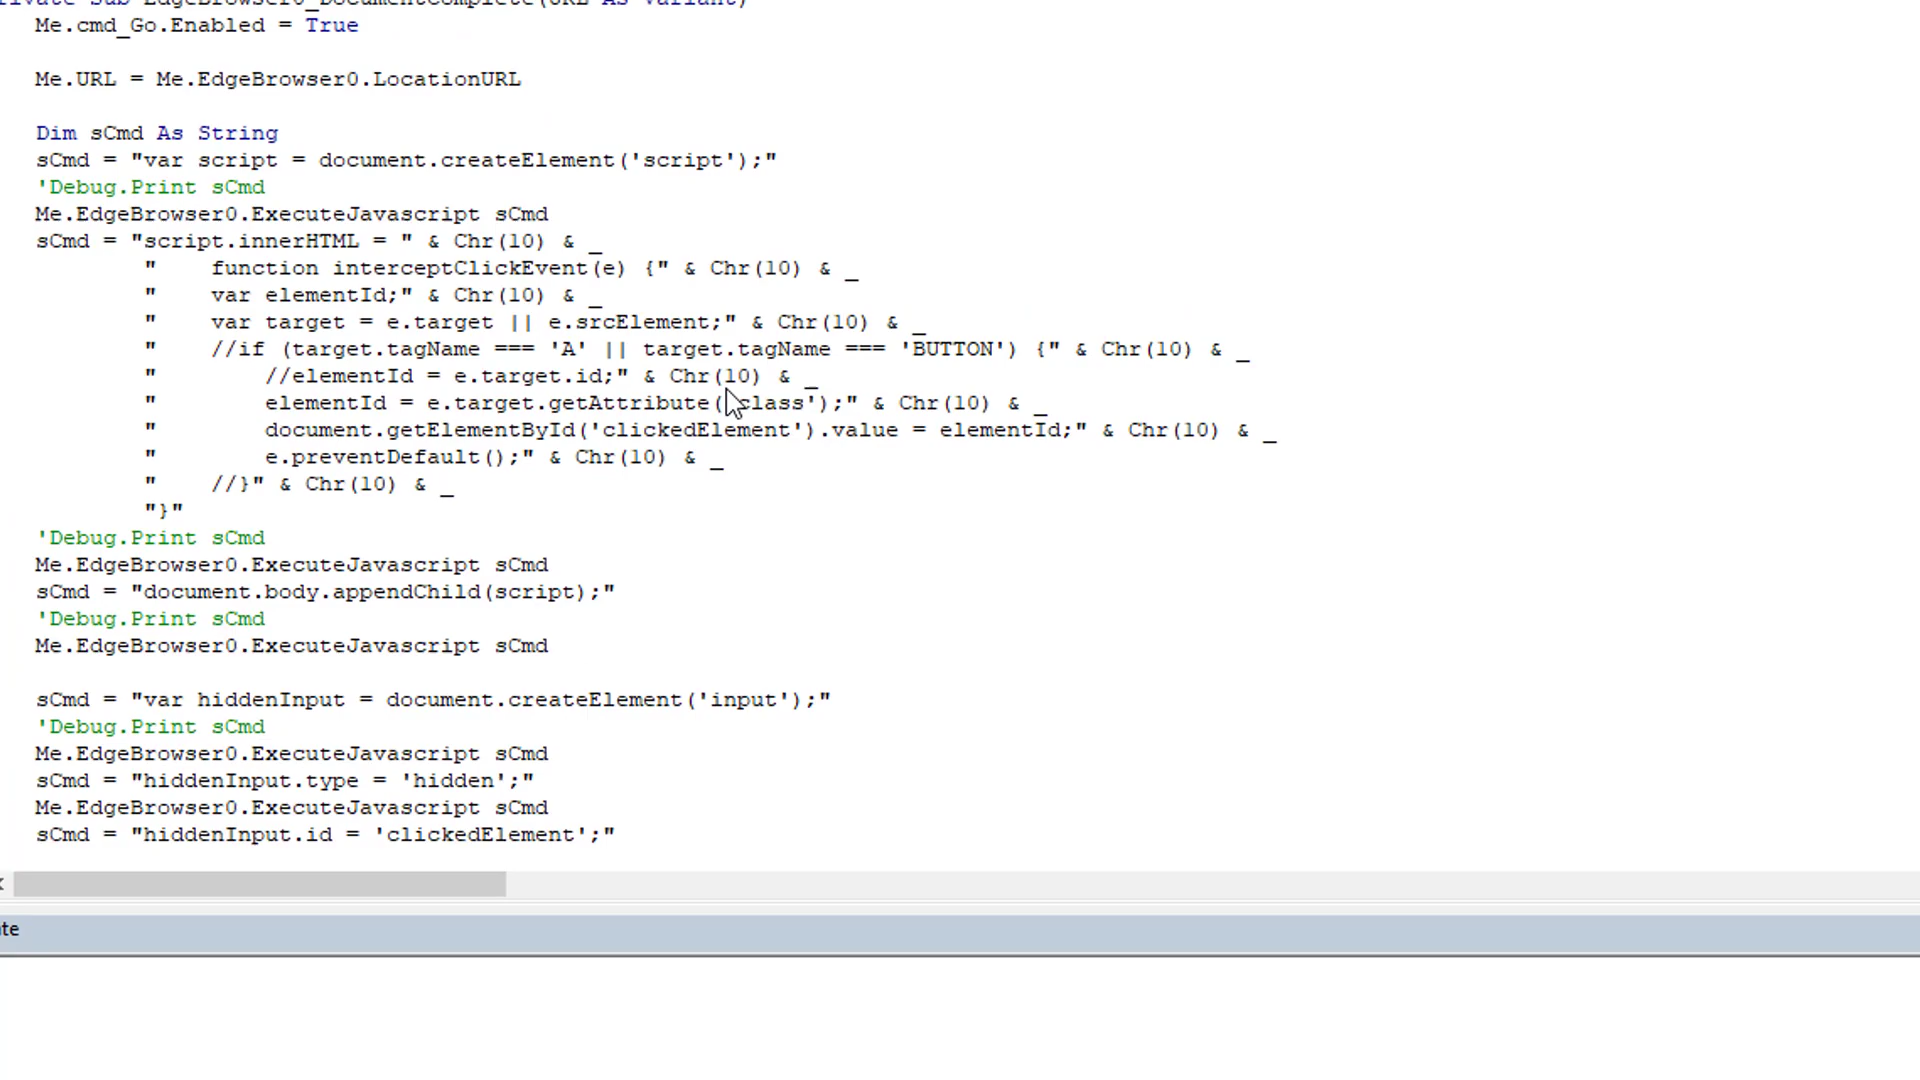 Private Sub EdgeBrowser0_DocumentComplete(URL As Variant)
Me.cmd_Go.Enabled = True
Me.URL = Me.EdgeBrowser0.LocationURL
Dim sCmd As String
sCmd = "var script = document.createElement('script');"
'Debug.Print sCmd
Me.EdgeBrowser0.ExecuteJavascript sCmd
sCmd = "script.innerHTML = " & Chr(10) & _
"    function interceptClickEvent(e) {" & Chr(10) & _
"    var elementId;" & Chr(10) & _
"    var target = e.target || e.srcElement;" & Chr(10) & _
"    //if (target.tagName === 'A' || target.tagName === 'BUTTON') {" & Chr(10) & _
"        //elementId = e.target.id;" & Chr(10) & _
"        elementId = e.target.getAttribute('class');" & Chr(10) & _
"        document.getElementById('clickedElement').value = elementId;" & Chr(10) & _
"        e.preventDefault();" & Chr(10) & _
"    //}" & Chr(10) & _
"}"
'Debug.Print sCmd
Me.EdgeBrowser0.ExecuteJavascript sCmd
sCmd = "document.body.appendChild(script);"
'Debug.Print sCmd
Me.EdgeBrowser0.ExecuteJavascript sCmd
sCmd = "var hiddenInput = document.createElement('input');"
'Debug.Print sCmd
Me.EdgeBrowser0.ExecuteJavascript sCmd
sCmd = "hiddenInput.type = 'hidden';"
Me.EdgeBrowser0.ExecuteJavascript sCmd
sCmd = "hiddenInput.id = 'clickedElement';"